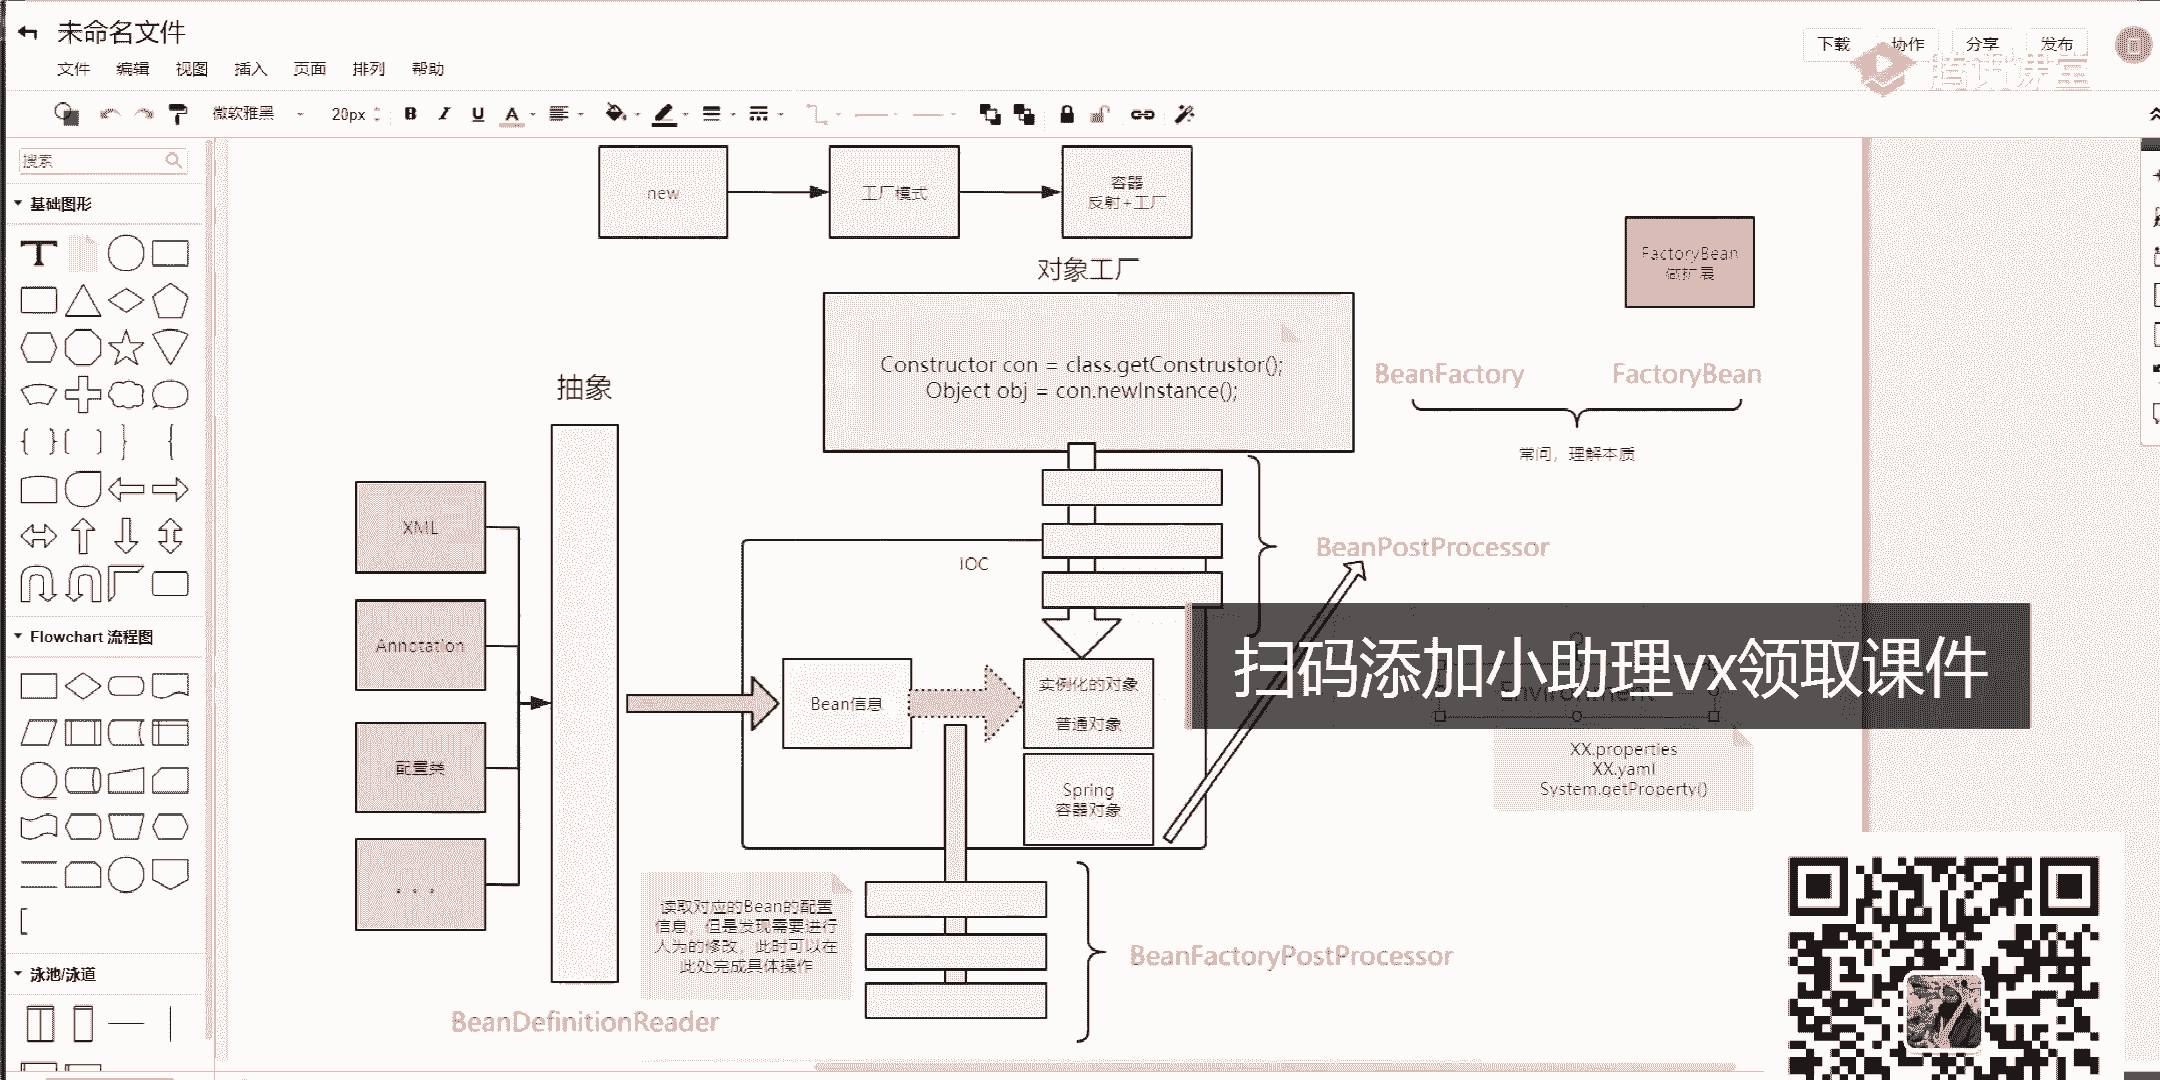 未命名文件
文件 编辑 视图 插入 页面 排列 帮助
下载 协作 分享 发布
腾讯课堂
微软雅黑 20px B I U A
搜索
基础图形
Flowchart 流程图
泳池/泳道
new
工厂模式
容器
反射+工厂
对象工厂
FactoryBean
做扩展
Constructor con = class.getConstrustor();
Object obj = con.newInstance();
BeanFactory
FactoryBean
常问，理解本质
抽象
XML
Annotation
配置类
. . .
IOC
BeanPostProcessor
Bean信息
实例化的对象
普通对象
Spring
容器对象
扫码添加小助理vx领取课件
Environment
XX.properties
XX.yaml
System.getProperty()
读取对应的Bean的配置
信息，但是发现需要进行
人为的修改，此时可以在
此处完成具体操作
BeanFactoryPostProcessor
BeanDefinitionReader